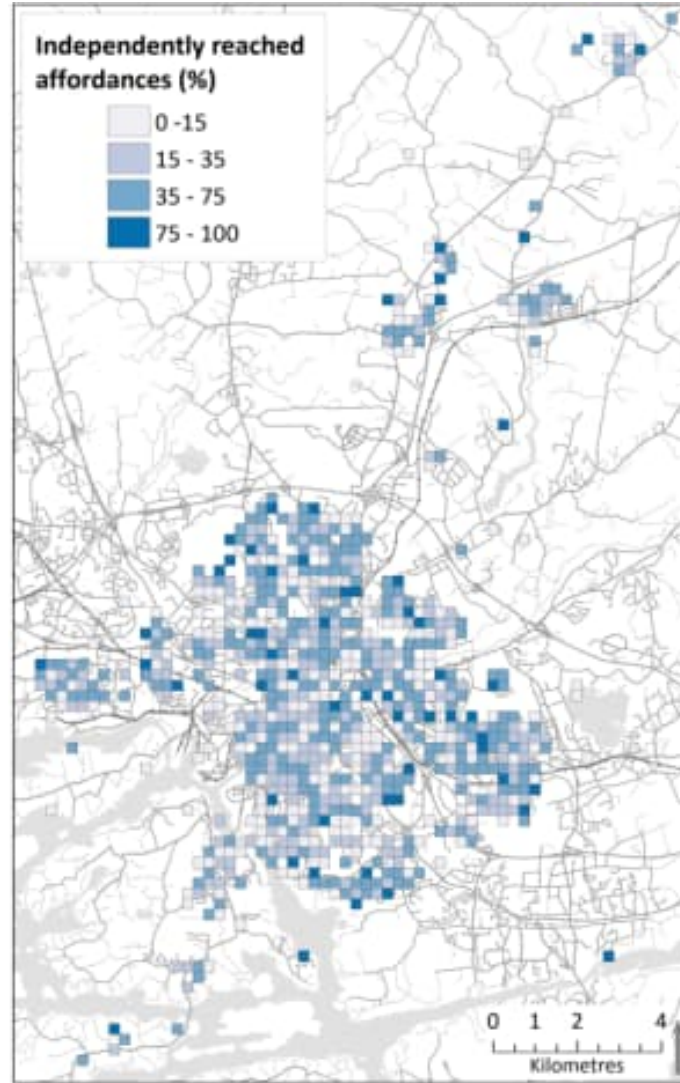 Independently reached
affordances (%)
0 -15
15 - 35
35 - 75
75 - 100
0 1 2 4
Kilometres